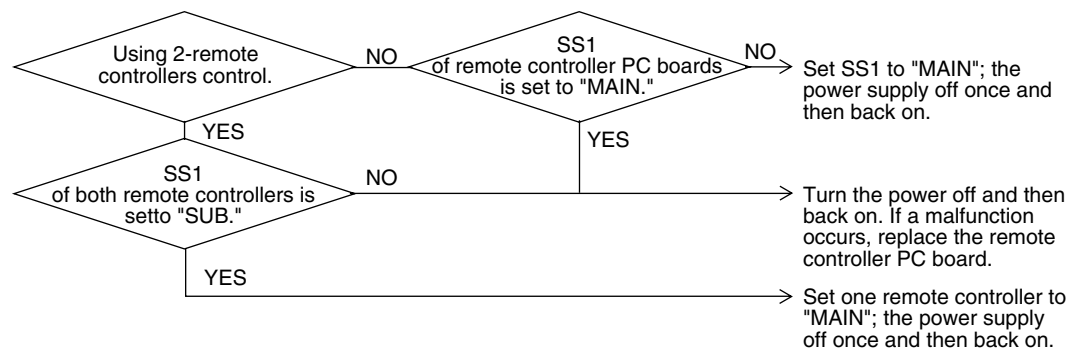 Using 2-remote
controllers control.
NO
SS1
of remote controller PC boards
is set to "MAIN."
NO
Set SS1 to "MAIN"; the
power supply off once and
then back on.
YES
YES
SS1
of both remote controllers is
setto "SUB."
NO
Turn the power off and then
back on. If a malfunction
occurs, replace the remote
controller PC board.
YES
Set one remote controller to
"MAIN"; the power supply
off once and then back on.